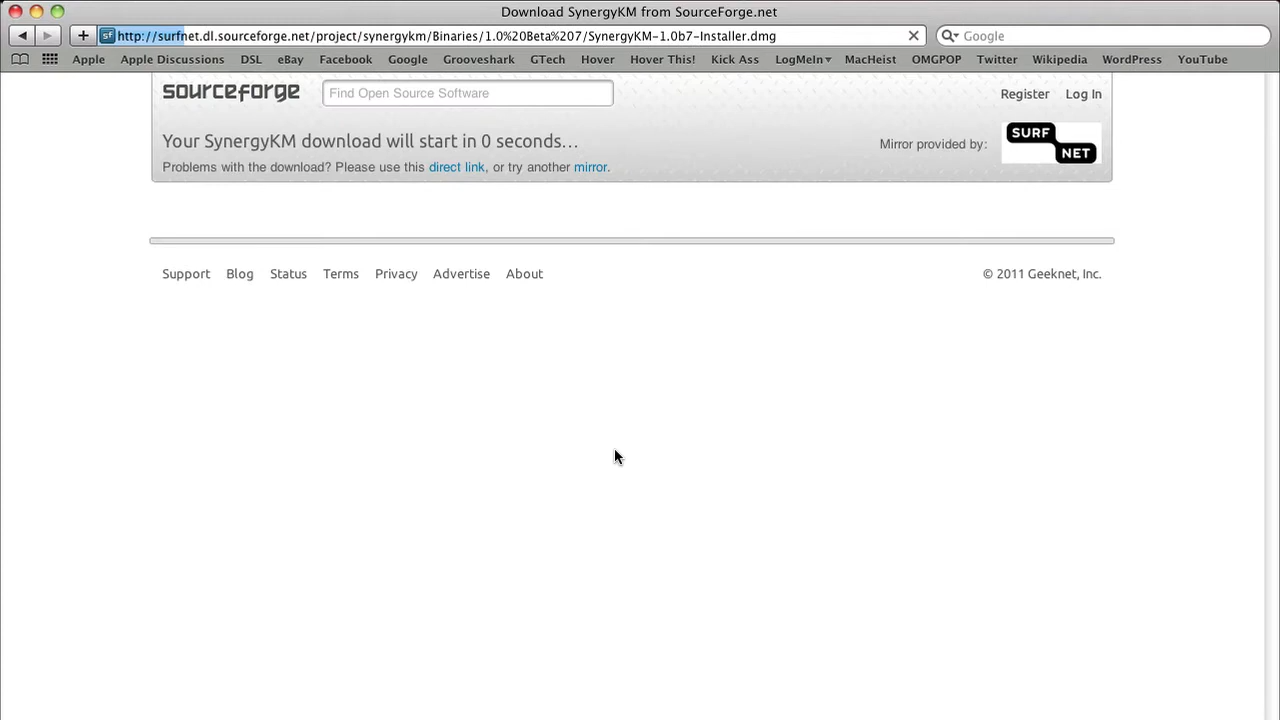 Download SynergyKM from SourceForge.net
http://surfnet.dl.sourceforge.net/project/synergykm/Binaries/1.0%20Beta%207/SynergyKM-1.0b7-Installer.dmg
Google
Apple Apple Discussions DSL eBay Facebook Google Grooveshark GTech Hover Hover This! Kick Ass LogMeIn MacHeist OMGPOP Twitter Wikipedia WordPress YouTube
sourceforge
Find Open Source Software
Register Log In
Your SynergyKM download will start in 0 seconds...
Mirror provided by:
SURF
NET
Problems with the download? Please use this direct link, or try another mirror.
Support Blog Status Terms Privacy Advertise About
© 2011 Geeknet, Inc.